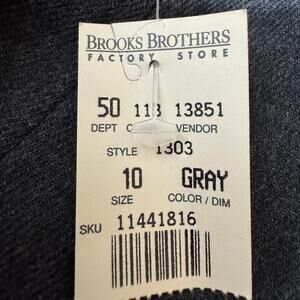 BROOKS BROTHERS
FACTORY STORE
50 113 13851
DEPT C VENDOR
STYLE 1303
10 GRAY
SIZE COLOR / DIM
SKU 11441816